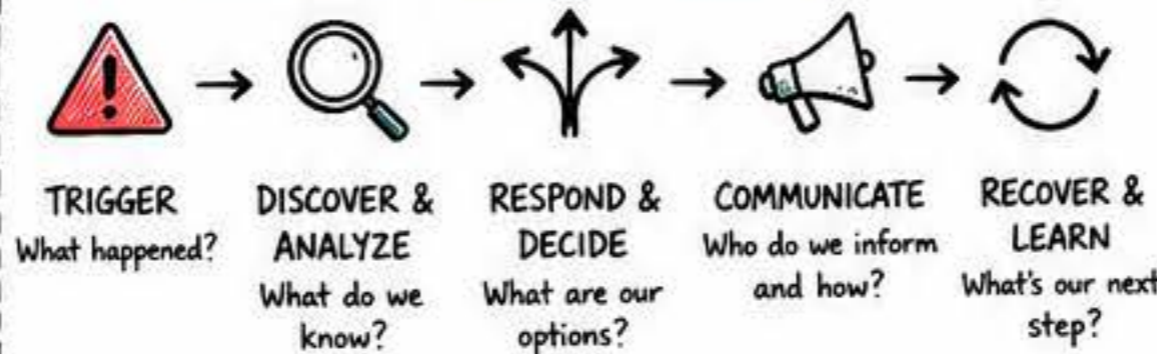 TRIGGER
What happened?
DISCOVER &
ANALYZE
What do we
know?
RESPOND &
DECIDE
What are our
options?
COMMUNICATE
Who do we inform
and how?
RECOVER &
LEARN
What's our next
step?